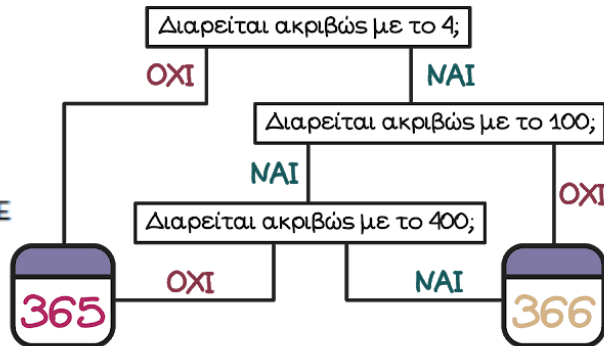 Διαρείται ακριβώς με το 4;
ΟΧΙ ΝΑΙ
Διαρείται ακριβώς με το 100;
ΝΑΙ ΟΧΙ
Ε
Διαρείται ακριβώς με το 400;
ΟΧΙ ΝΑΙ
365 366